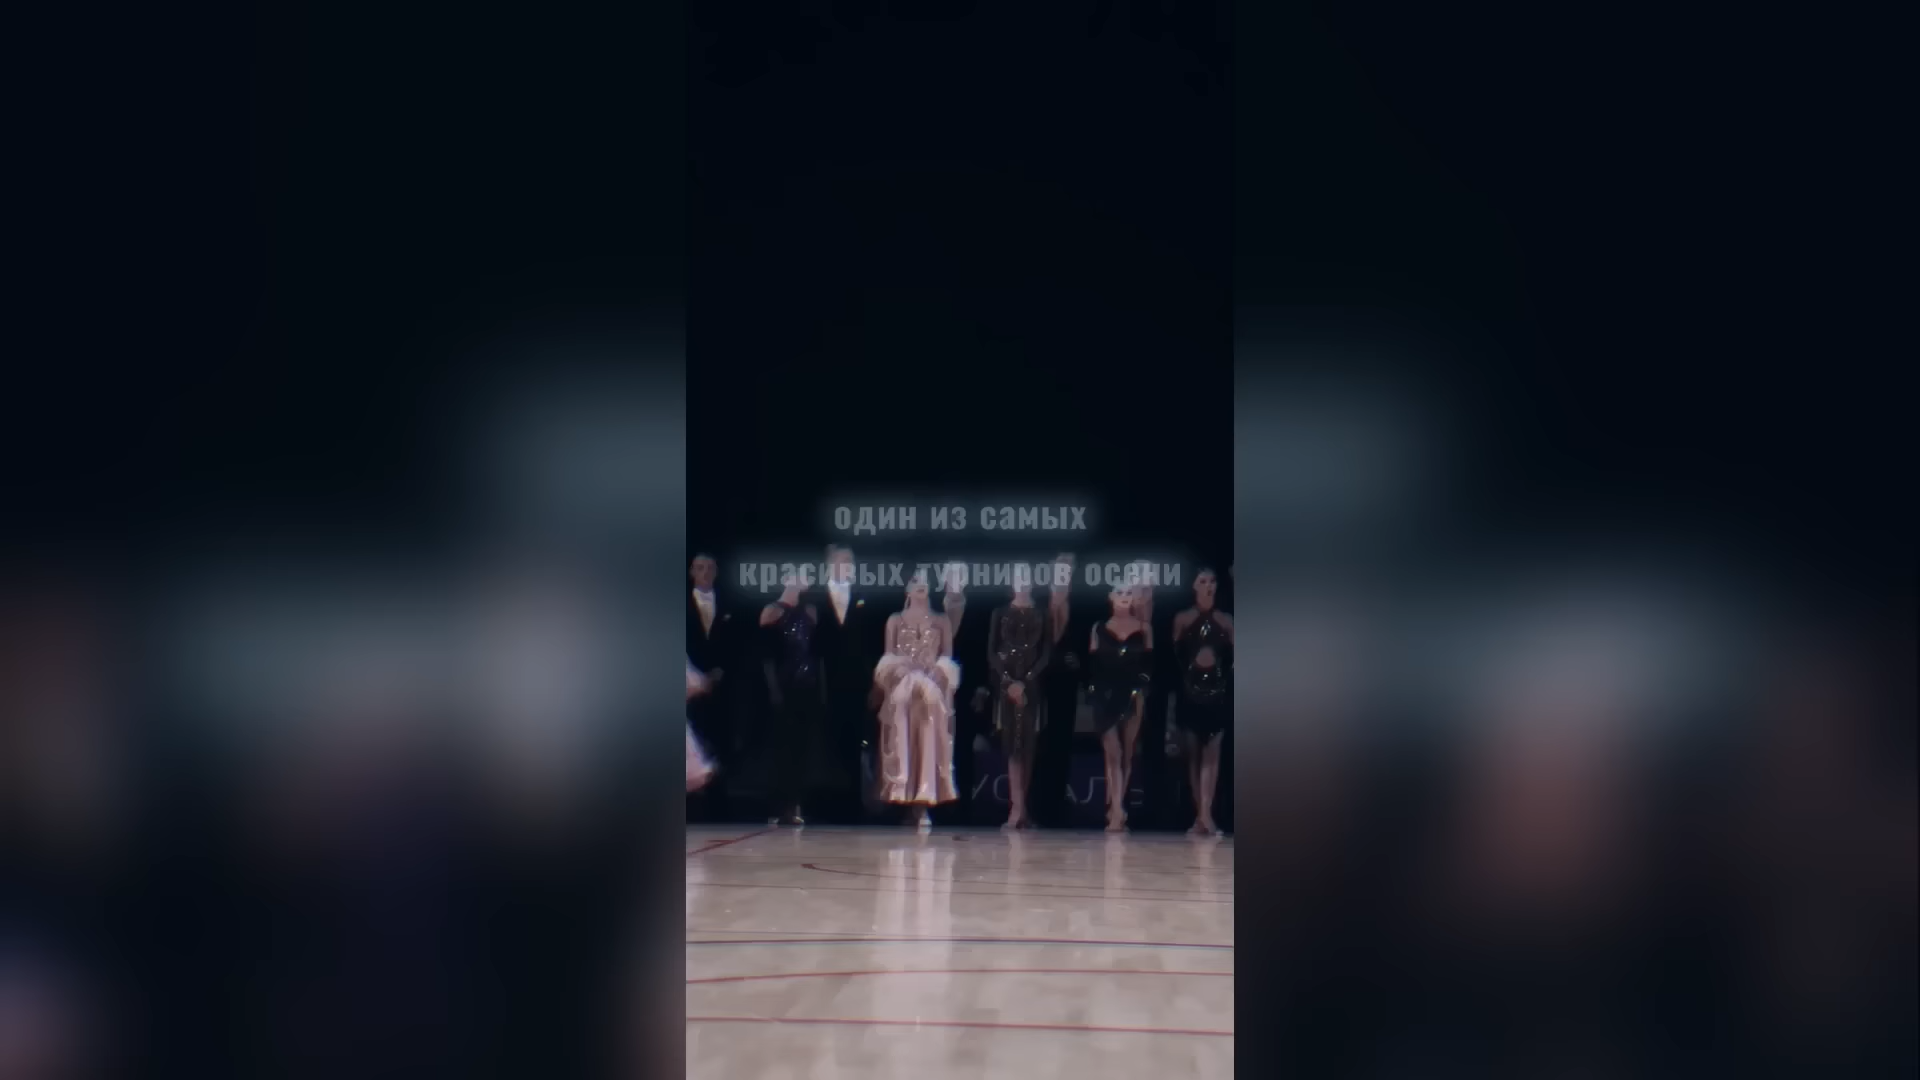 один из самых
красивых турниров осени